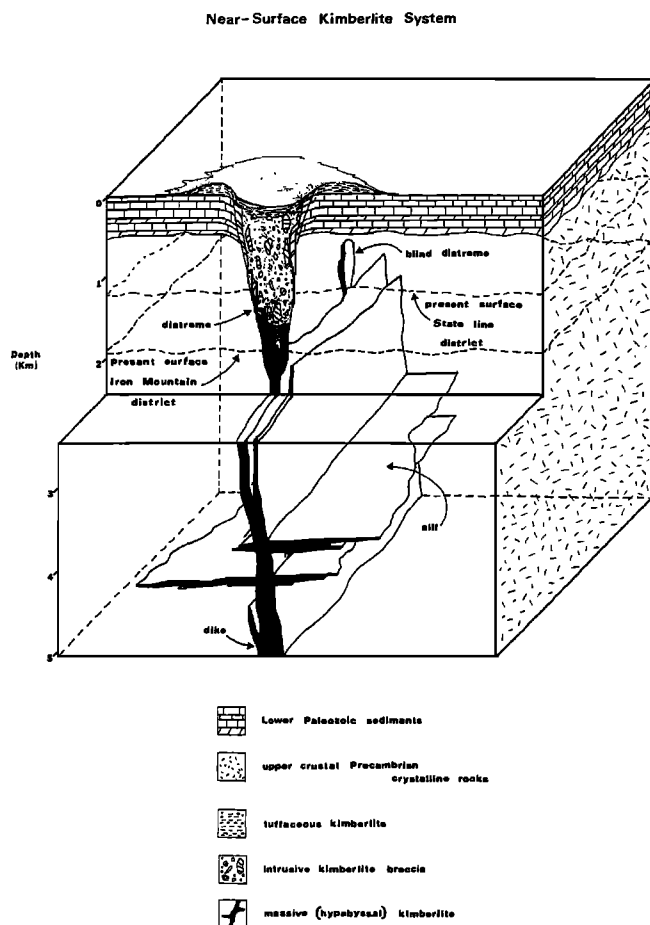 Near-Surface Kimberlite System
0
blind diatreme
1
present surface
State line
district
diatreme
Depth
(Km)
2
Present surface
Iron Mountain
district
3
sill
4
dike
5
Lower Paleozoic sediments
upper crustal Precambrian
crystalline rocks
tuffaceous kimberlite
intrusive kimberlite breccia
massive (hypabyssal) kimberlite